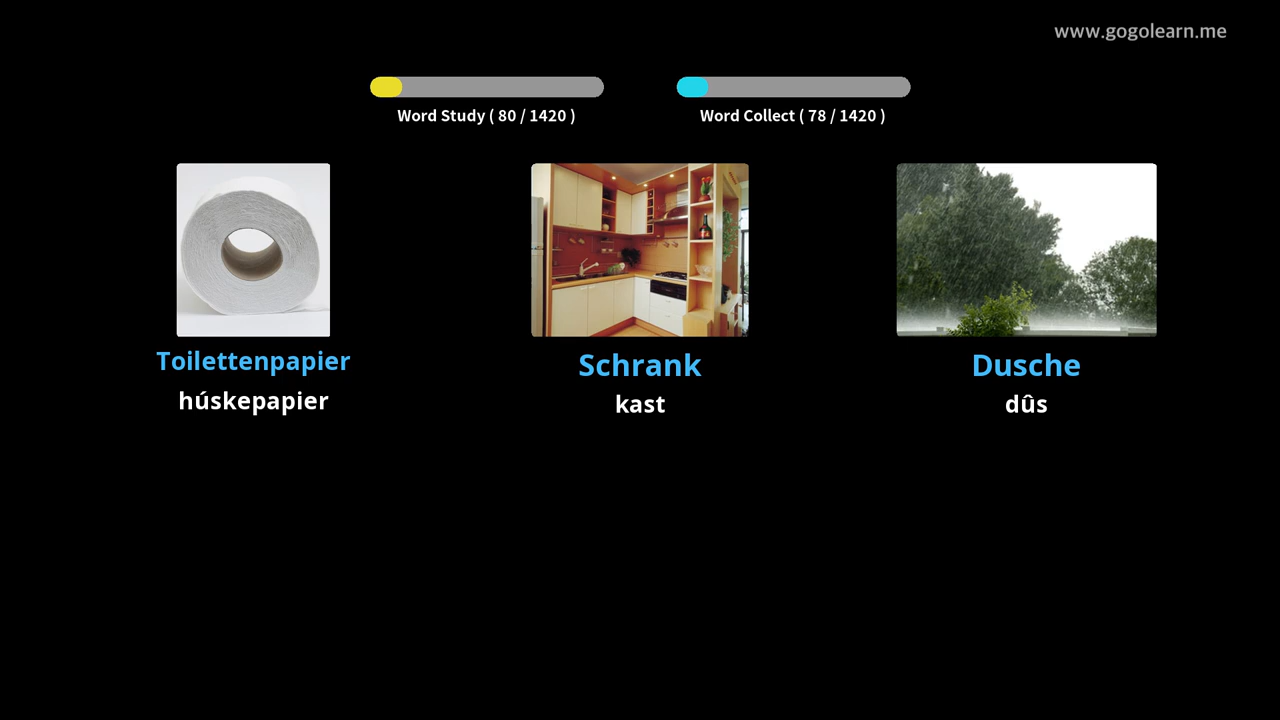 www.gogolearn.me
Word Study ( 80 / 1420 )
Word Collect ( 78 / 1420 )
Toilettenpapier
húskepapier
Schrank
kast
Dusche
dûs